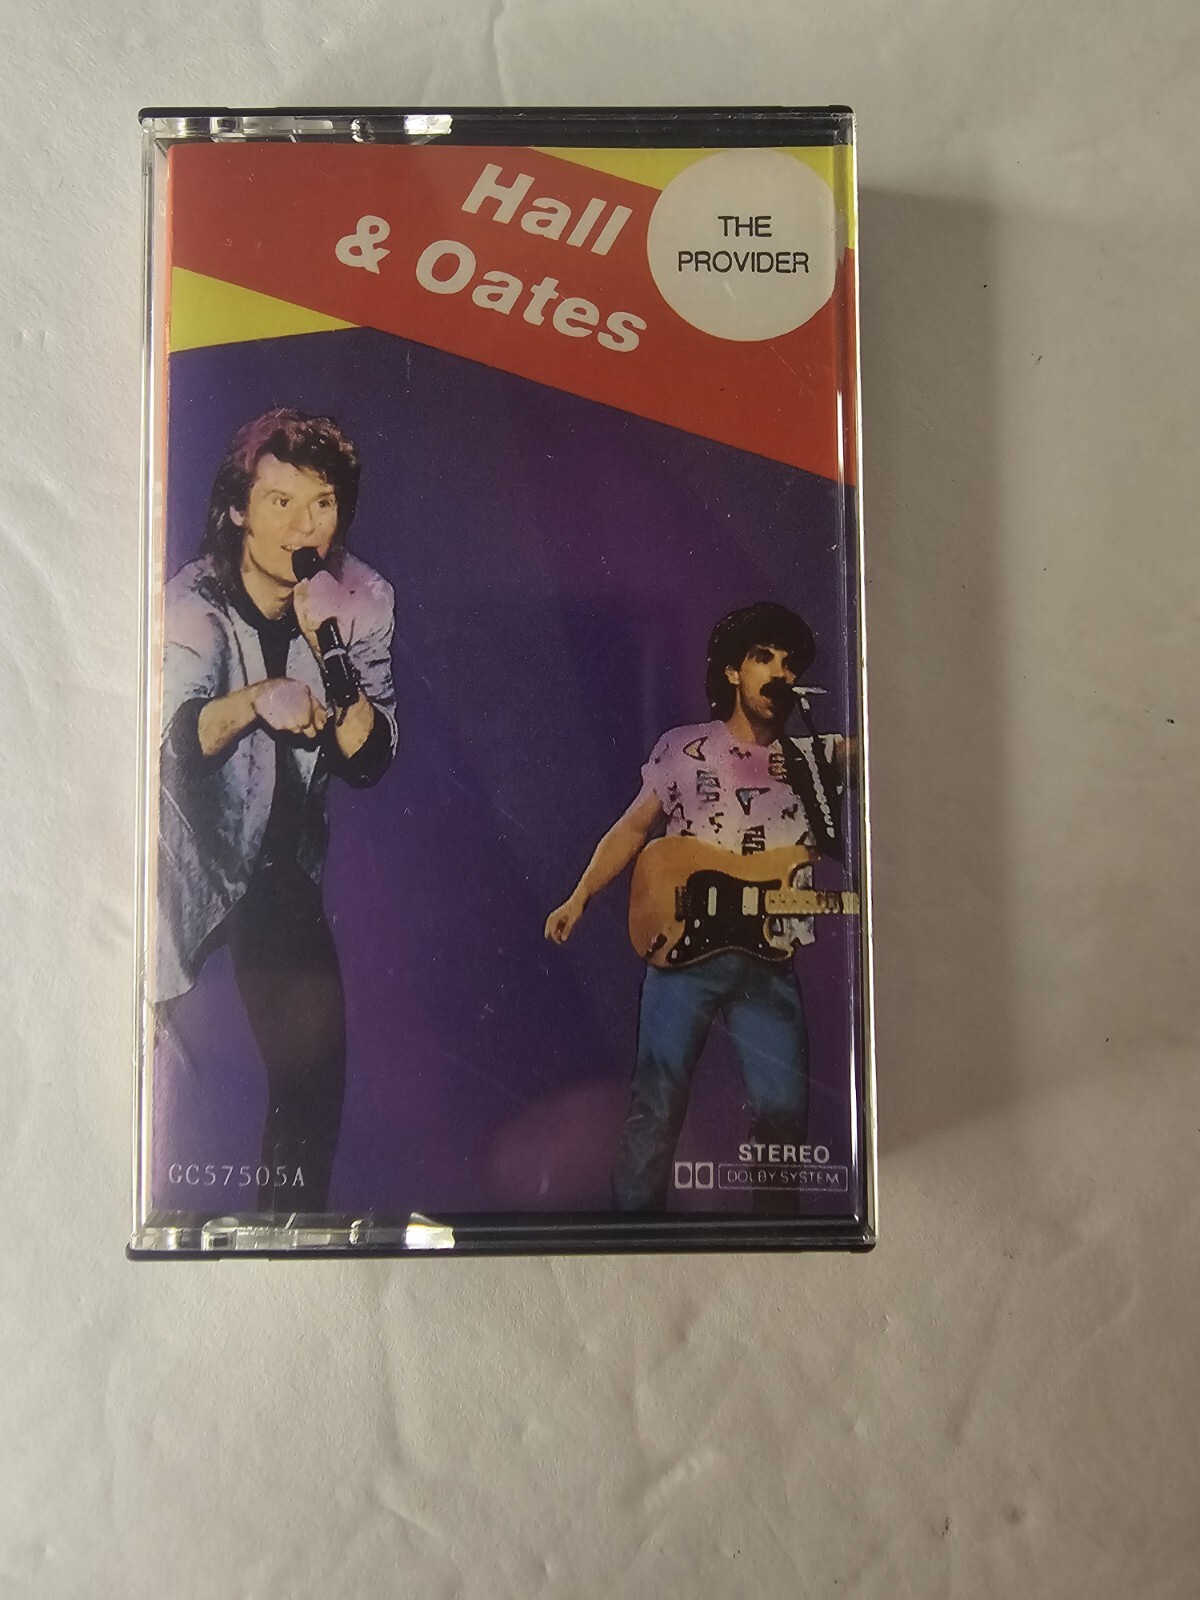 Hall
& Oates
THE
PROVIDER
GC57505A
STEREO
DOLBY SYSTEM